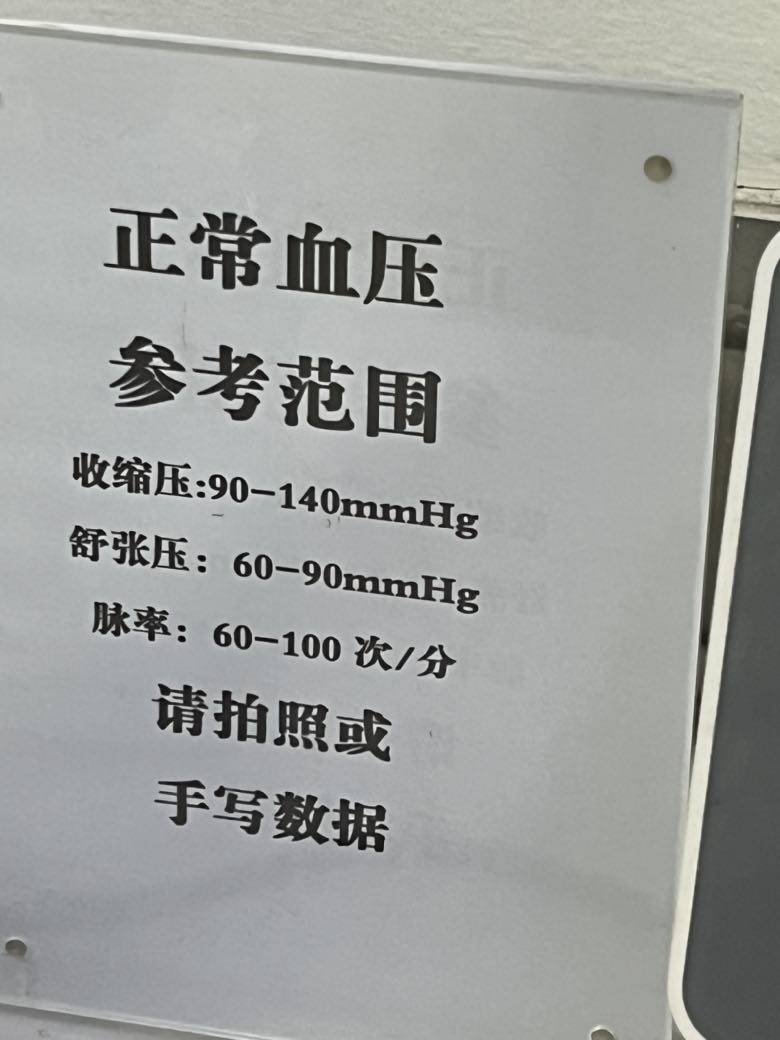 正常血压
参考范围
收缩压:90-140mmHg
舒张压：60-90mmHg
脉率：60-100 次/分
请拍照或
手写数据